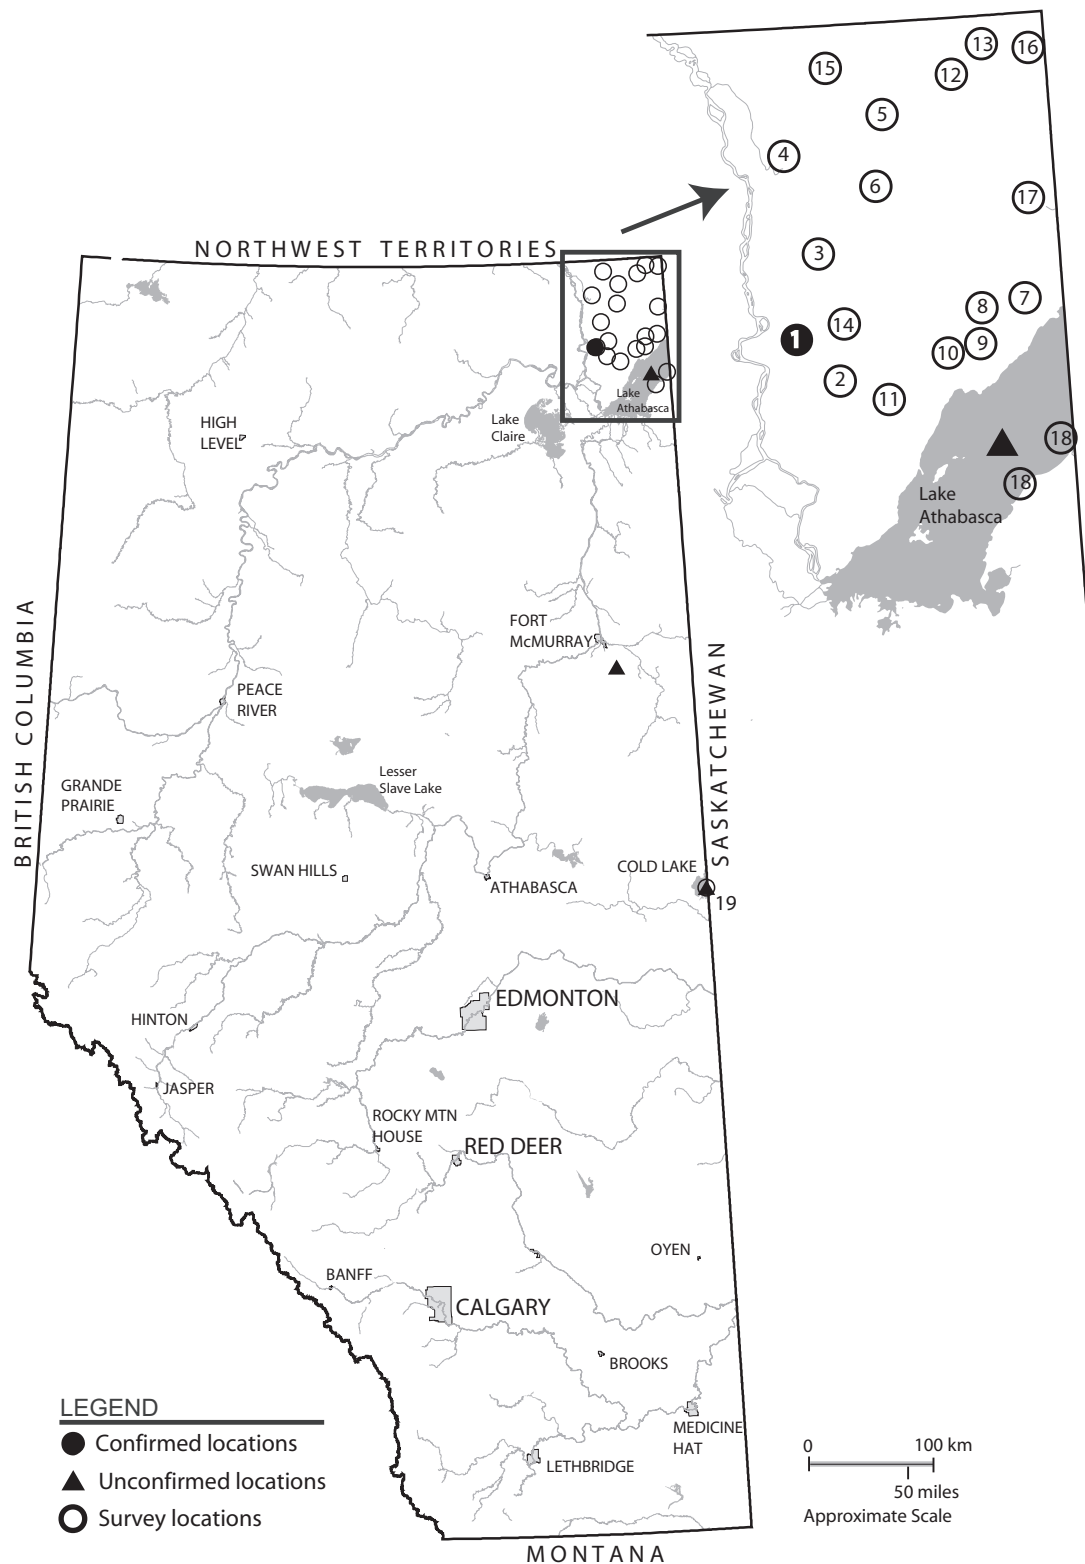 13
16
15
12
5
4
6
17
3
7
8
14
1
9
10
2
11
18
18
Lake
Athabasca
NORTHWEST TERRITORIES
Lake
Athabasca
Lake
Claire
HIGH
LEVEL
FORT
McMURRAY
BRITISH COLUMBIA
SASKATCHEWAN
PEACE
RIVER
Lesser
Slave Lake
GRANDE
PRAIRIE
SWAN HILLS
ATHABASCA
COLD LAKE
19
EDMONTON
HINTON
JASPER
ROCKY MTN
HOUSE
RED DEER
OYEN
BANFF
CALGARY
BROOKS
MEDICINE
HAT
LETHBRIDGE
LEGEND
Confirmed locations
Unconfirmed locations
Survey locations
0 100 km
50 miles
Approximate Scale
MONTANA